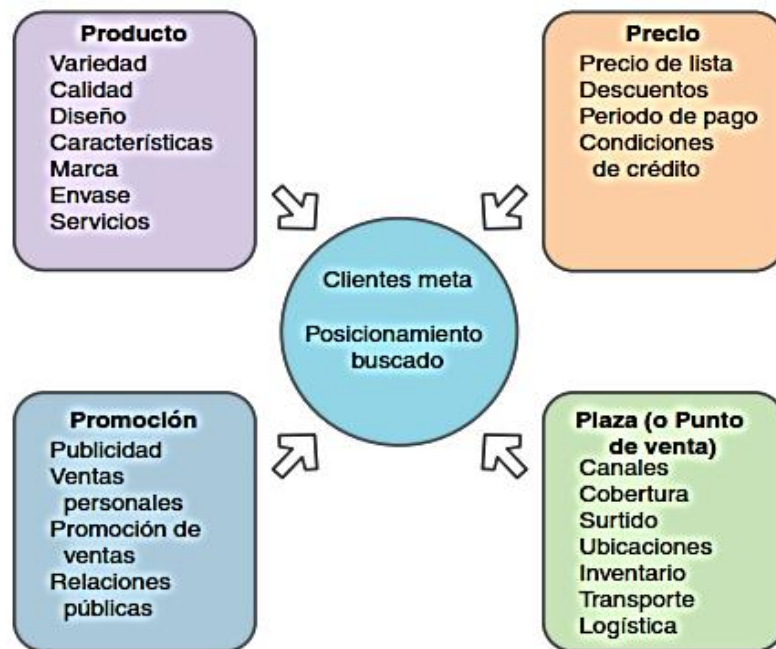 Producto
Variedad
Calidad
Diseño
Características
Marca
Envase
Servicios
Precio
Precio de lista
Descuentos
Periodo de pago
Condiciones
de crédito
Clientes meta
Posicionamiento
buscado
Promoción
Publicidad
Ventas
personales
Promoción de
ventas
Relaciones
públicas
Plaza (o Punto
de venta)
Canales
Cobertura
Surtido
Ubicaciones
Inventario
Transporte
Logística